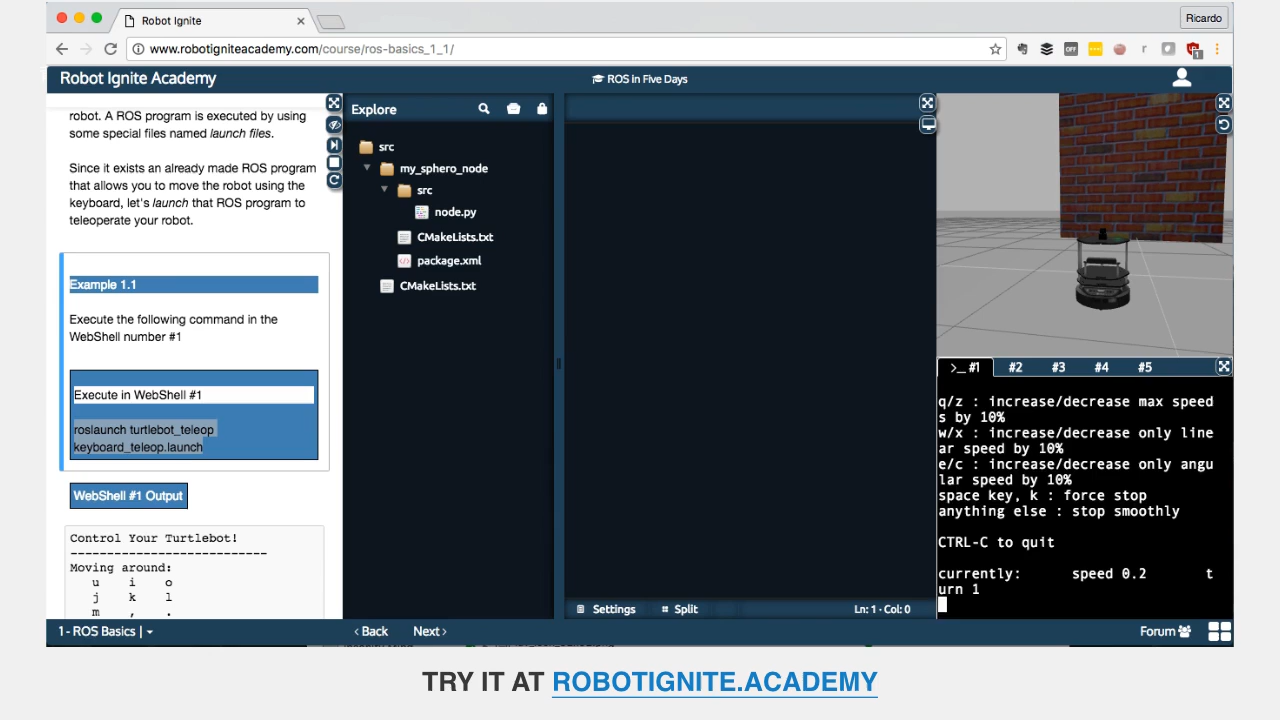 Robot Ignite
Ricardo
www.robotigniteacademy.com/course/ros-basics_1_1/
OFF
r
1
Robot Ignite Academy
ROS in Five Days
robot. A ROS program is executed by using
some special files named launch files.
Since it exists an already made ROS program
that allows you to move the robot using the
keyboard, let's launch that ROS program to
teleoperate your robot.
Example 1.1
Execute the following command in the
WebShell number #1
Execute in WebShell #1
roslaunch turtlebot_teleop
keyboard_teleop.launch
WebShell #1 Output
Control Your Turtlebot!
---------------------------
Moving around:
u i o
j k l
m , .
Explore
src
my_sphero_node
src
node.py
CMakeLists.txt
package.xml
CMakeLists.txt
Settings
Split
Ln: 1 · Col: 0
>_ #1 #2 #3 #4 #5
q/z : increase/decrease max speed
s by 10%
w/x : increase/decrease only line
ar speed by 10%
e/c : increase/decrease only angu
lar speed by 10%
space key, k : force stop
anything else : stop smoothly
CTRL-C to quit
currently: speed 0.2 t
urn 1
1 - ROS Basics |
‹ Back
Next ›
Forum
TRY IT AT ROBOTIGNITE.ACADEMY